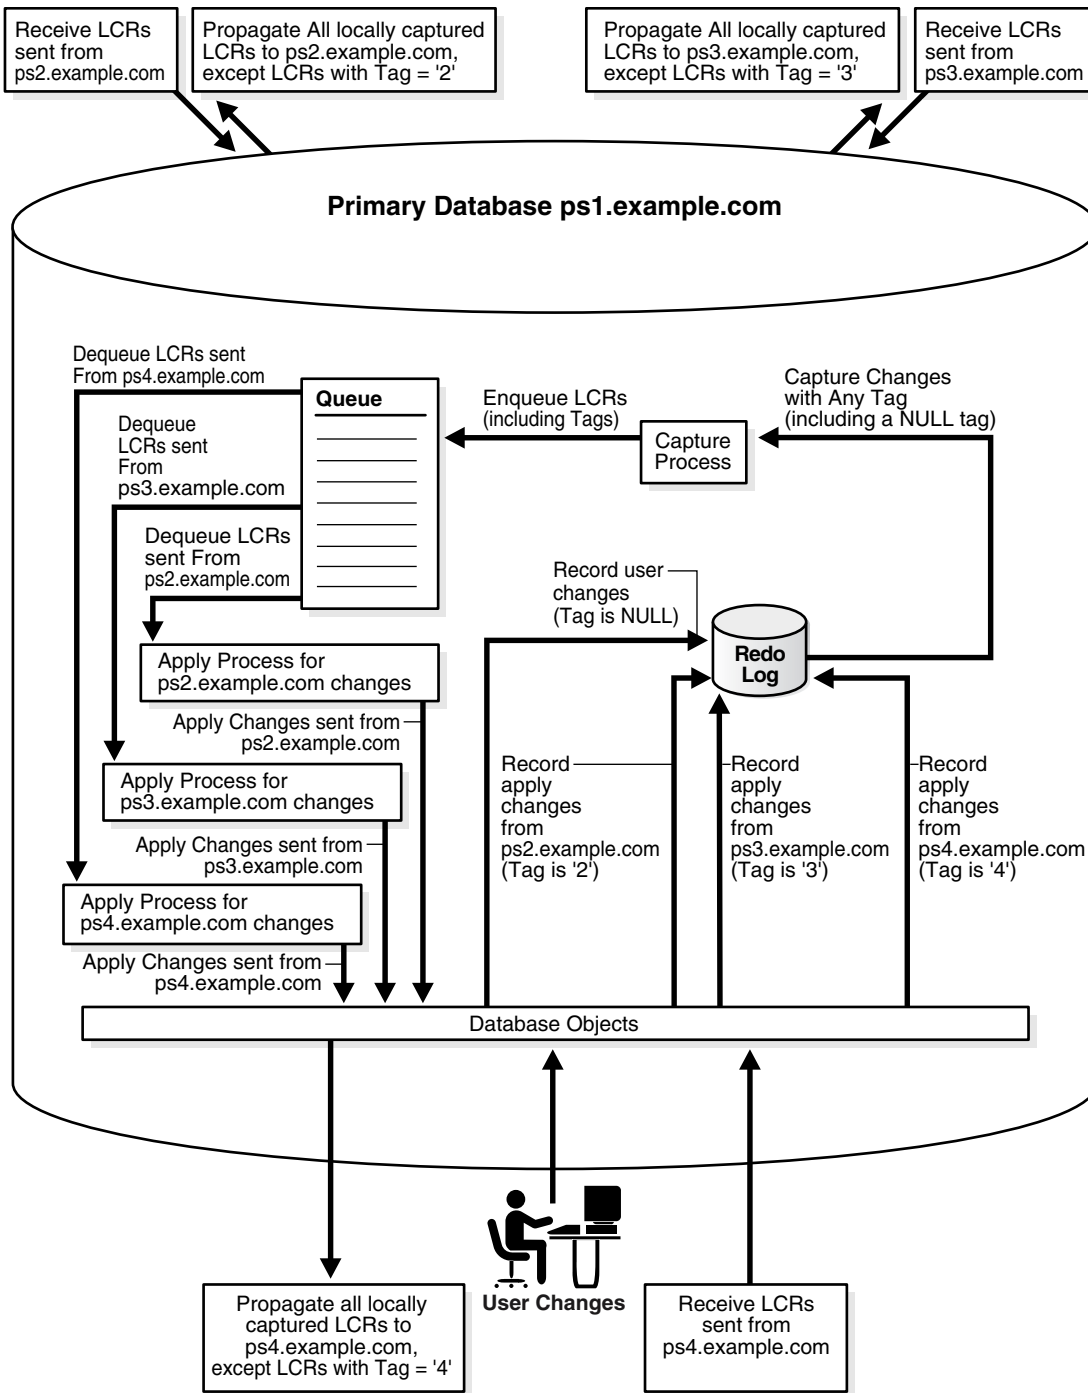 Receive LCRs
sent from
ps2.example.com
Propagate All locally captured
LCRs to ps2.example.com,
except LCRs with Tag = '2'
Propagate All locally captured
LCRs to ps3.example.com,
except LCRs with Tag = '3'
Receive LCRs
sent from
ps3.example.com
Primary Database ps1.example.com
Dequeue LCRs sent
From ps4.example.com
Dequeue
LCRs sent
From
ps3.example.com
Dequeue LCRs
sent From
ps2.example.com
Queue
Enqueue LCRs
(including Tags)
Capture
Process
Capture Changes
with Any Tag
(including a NULL tag)
Record user
changes
(Tag is NULL)
Redo
Log
Apply Process for
ps2.example.com changes
Apply Changes sent from
ps2.example.com
Apply Process for
ps3.example.com changes
Apply Changes sent from
ps3.example.com
Apply Process for
ps4.example.com changes
Apply Changes sent from
ps4.example.com
Record
apply
changes
from
ps2.example.com
(Tag is '2')
Record
apply
changes
from
ps3.example.com
(Tag is '3')
Record
apply
changes
from
ps4.example.com
(Tag is '4')
Database Objects
Propagate all locally
captured LCRs to
ps4.example.com,
except LCRs with Tag = '4'
User Changes
Receive LCRs
sent from
ps4.example.com